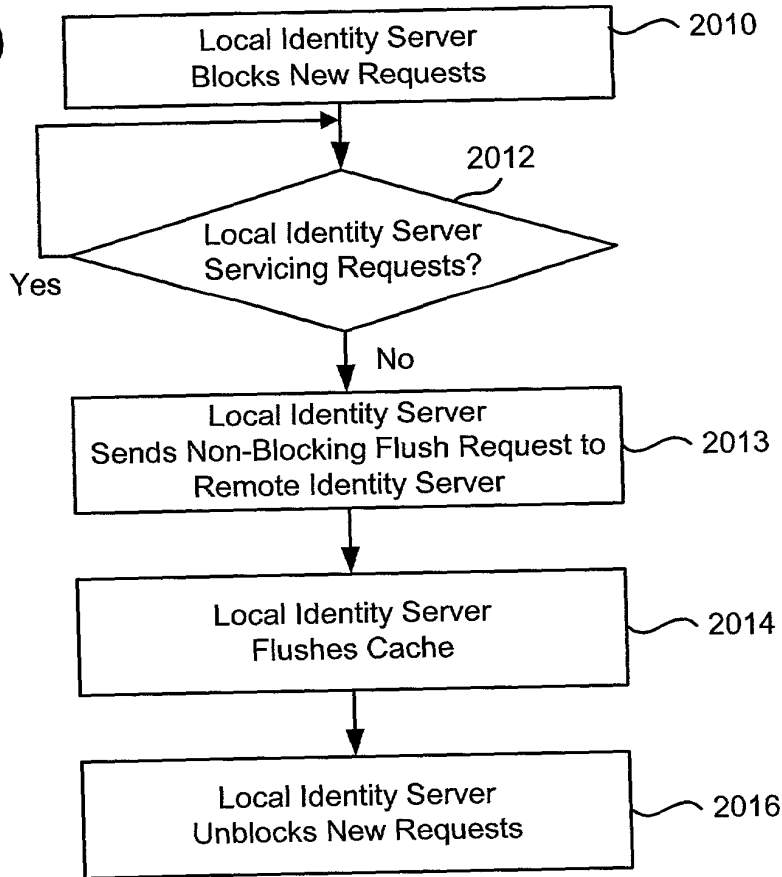 Local Identity Server
Blocks New Requests
2010
2012
Local Identity Server
Servicing Requests?
Yes
No
Local Identity Server
Sends Non-Blocking Flush Request to
Remote Identity Server
2013
Local Identity Server
Flushes Cache
2014
Local Identity Server
Unblocks New Requests
2016